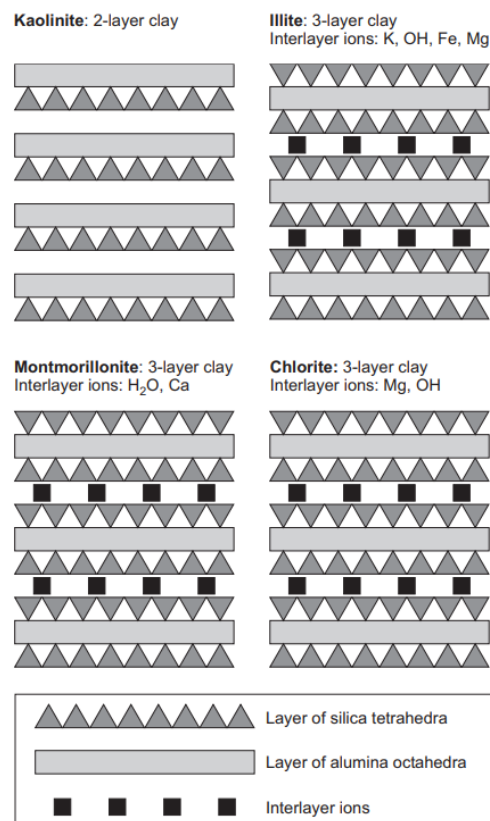 Kaolinite: 2-layer clay
Illite: 3-layer clay
Interlayer ions: K, OH, Fe, Mg
Montmorillonite: 3-layer clay
Interlayer ions: H₂O, Ca
Chlorite: 3-layer clay
Interlayer ions: Mg, OH
Layer of silica tetrahedra
Layer of alumina octahedra
Interlayer ions